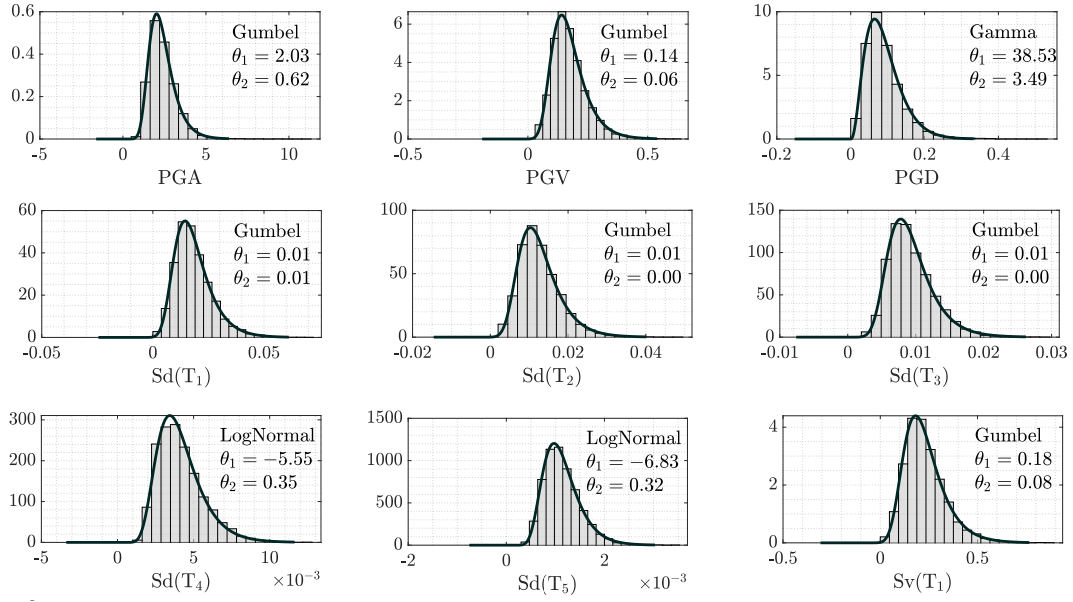 0.6
0.4
0.2
0
-5
0
5
10
PGA
Gumbel
θ₁ = 2.03
θ₂ = 0.62
6
4
2
0
-0.5
0
0.5
PGV
Gumbel
θ₁ = 0.14
θ₂ = 0.06
10
5
0
-0.2
0
0.2
0.4
PGD
Gamma
θ₁ = 38.53
θ₂ = 3.49
60
40
20
0
-0.05
0
0.05
Sd(T₁)
Gumbel
θ₁ = 0.01
θ₂ = 0.01
100
50
0
-0.02
0
0.02
0.04
Sd(T₂)
Gumbel
θ₁ = 0.01
θ₂ = 0.00
150
100
50
0
-0.01
0
0.01
0.02
0.03
Sd(T₃)
Gumbel
θ₁ = 0.01
θ₂ = 0.00
300
200
100
0
-5
0
5
10
×10⁻³
Sd(T₄)
LogNormal
θ₁ = −5.55
θ₂ = 0.35
1500
1000
500
0
-2
0
2
×10⁻³
Sd(T₅)
LogNormal
θ₁ = −6.83
θ₂ = 0.32
4
2
0
-0.5
0
0.5
Sv(T₁)
Gumbel
θ₁ = 0.18
θ₂ = 0.08